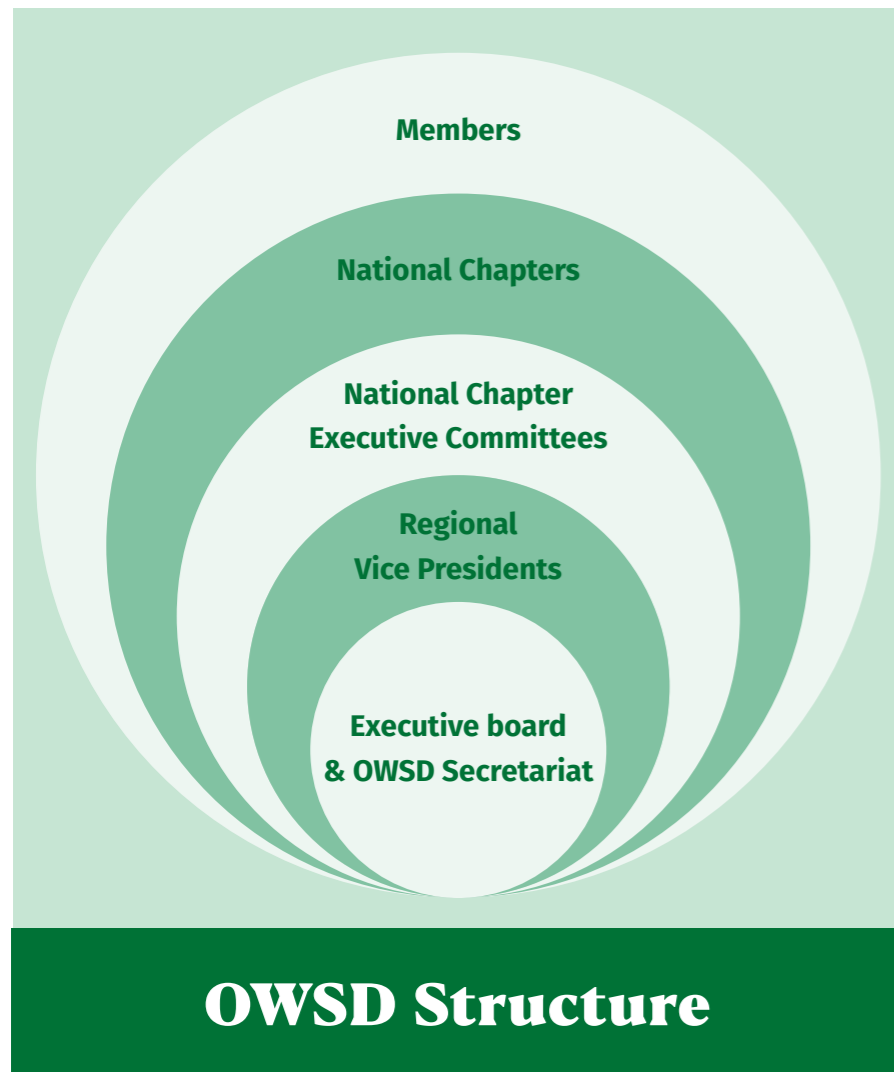 Members
National Chapters
National Chapter
Executive Committees
Regional
Vice Presidents
Executive board
& OWSD Secretariat
OWSD Structure